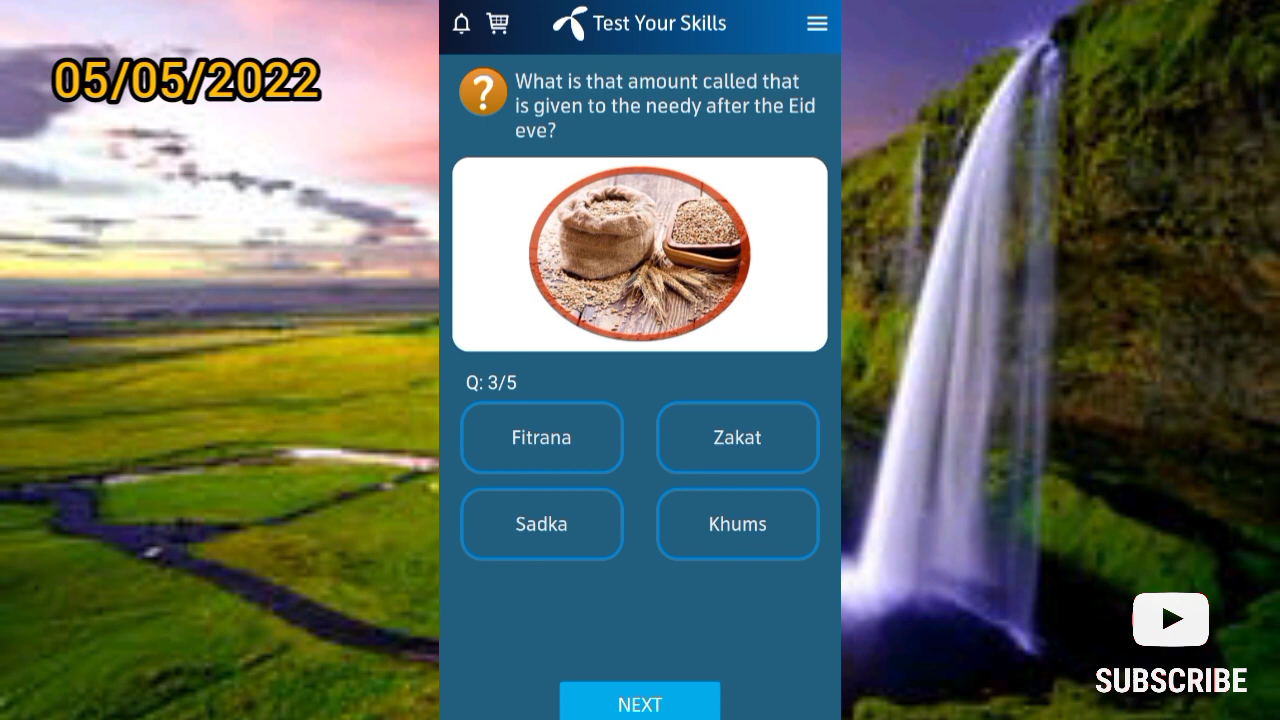 05/05/2022
Test Your Skills
What is that amount called that
is given to the needy after the Eid
eve?
Q: 3/5
Fitrana
Zakat
Sadka
Khums
NEXT
SUBSCRIBE